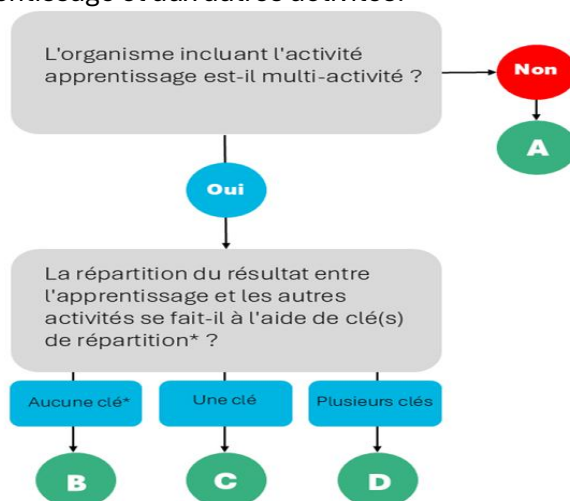 L'organisme incluant l'activité
apprentissage est-il multi-activité ?
Non
A
Oui
La répartition du résultat entre
l'apprentissage et les autres
activités se fait-il à l'aide de clé(s)
de répartition* ?
Aucune clé*
Une clé
Plusieurs clés
B
C
D